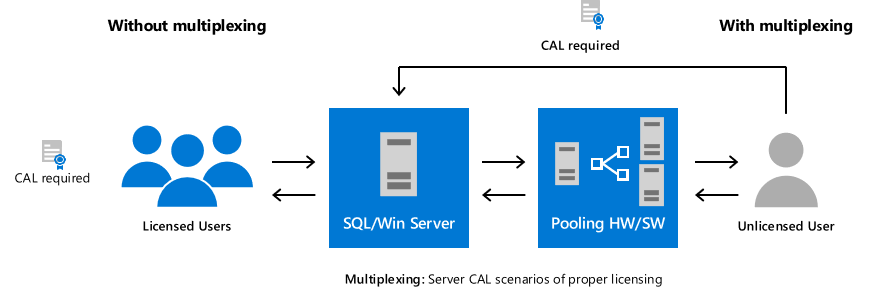 Without multiplexing
With multiplexing
CAL required
CAL required
Licensed Users
SQL/Win Server
Pooling HW/SW
Unlicensed User
Multiplexing: Server CAL scenarios of proper licensing